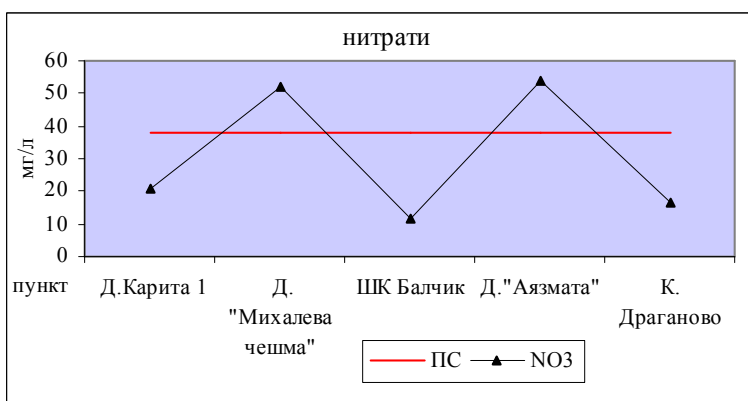 нитрати
мг/л
60
50
40
30
20
10
0
пункт
Д.Карита 1
Д.
"Михалева
чешма"
ШК Балчик
Д."Аязмата"
К.
Драганово
ПС
NO3